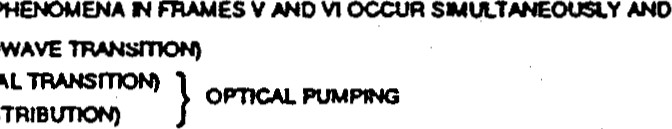 PHENOMENA IN FRAMES V AND VI OCCUR SIMULTANEOUSLY AND
WAVE TRANSITION)
AL TRANSITION)
OPTICAL PUMPING
TRIBUTION)